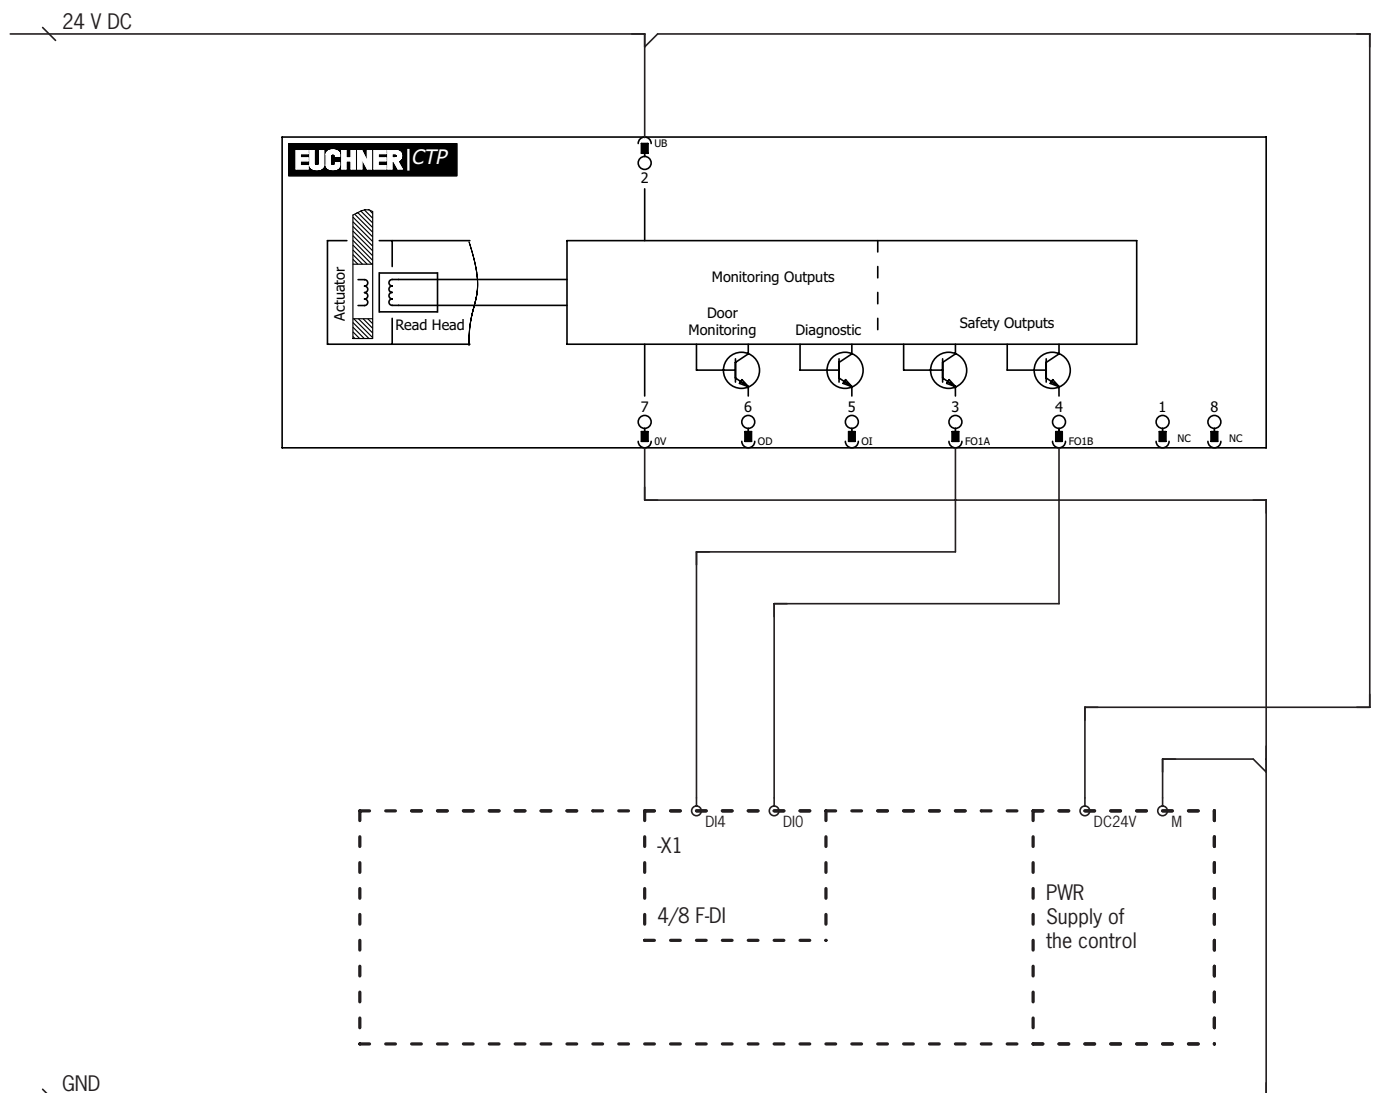 24 V DC
EUCHNER CTP
UB
2
Actuator
Read Head
Monitoring Outputs
Door
Monitoring
Diagnostic
Safety Outputs
7 6 5 3 4 1 8
0V OD OI FO1A FO1B NC NC
DI4 DI0 DC24V M
-X1
4/8 F-DI
PWR
Supply of
the control
GND